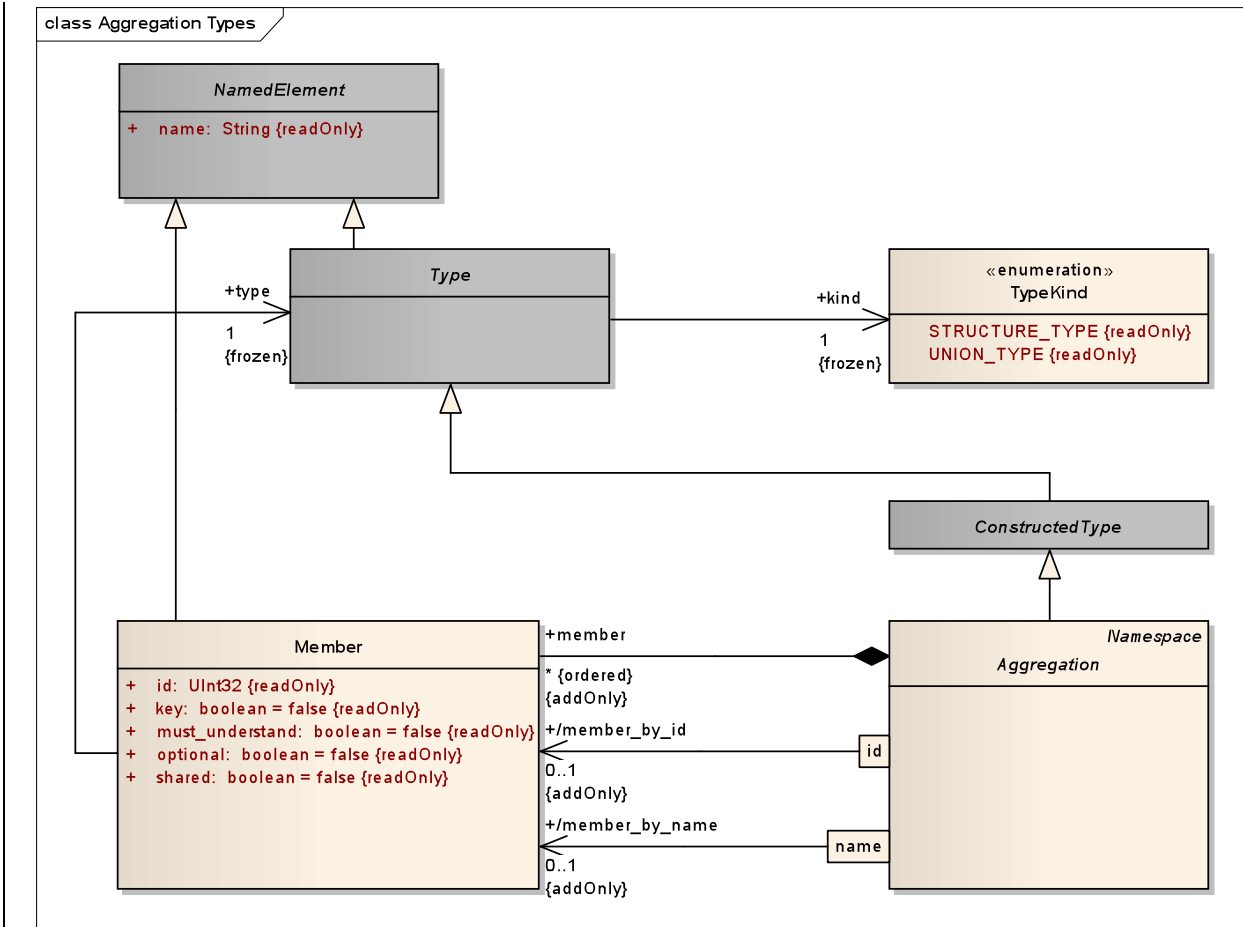 class Aggregation Types
NamedElement
+ name: String {readOnly}
Type
+type
1
{frozen}
+kind
1
{frozen}
«enumeration»
TypeKind
STRUCTURE_TYPE {readOnly}
UNION_TYPE {readOnly}
ConstructedType
Member
+ id: UInt32 {readOnly}
+ key: boolean = false {readOnly}
+ must_understand: boolean = false {readOnly}
+ optional: boolean = false {readOnly}
+ shared: boolean = false {readOnly}
+member
* {ordered}
{addOnly}
+/member_by_id
0..1
{addOnly}
+/member_by_name
0..1
{addOnly}
id
name
Namespace
Aggregation